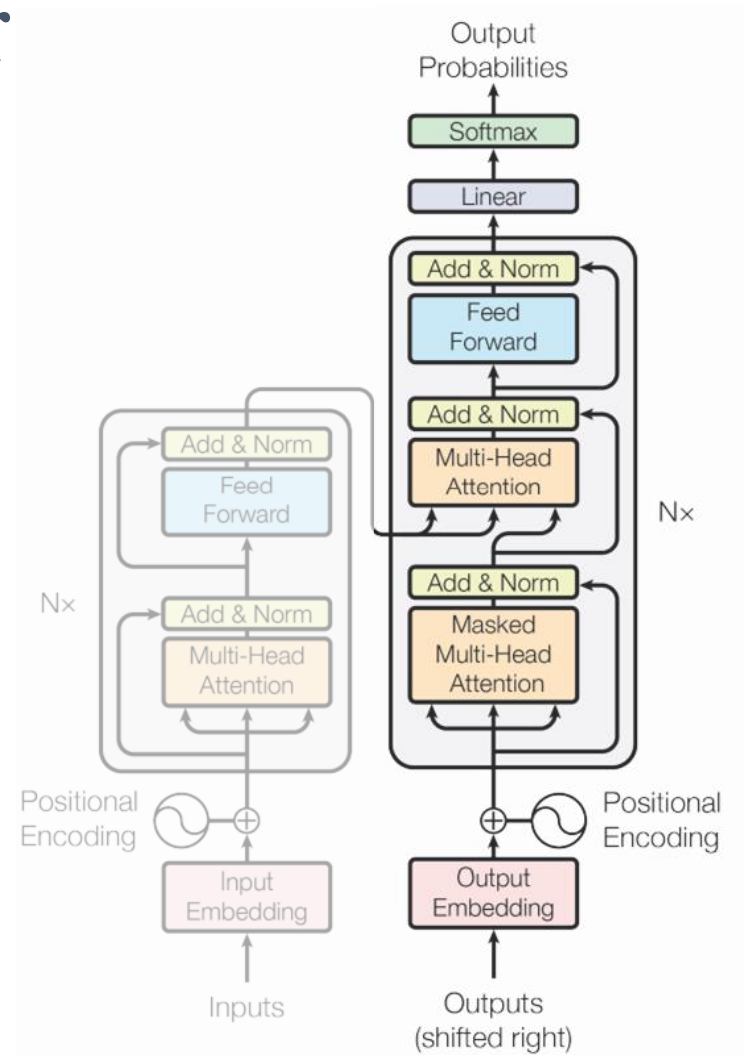 Output
Probabilities
Softmax
Linear
Add & Norm
Feed
Forward
Add & Norm
Multi-Head
Attention
Nx
Add & Norm
Masked
Multi-Head
Attention
Positional
Encoding
Output
Embedding
Outputs
(shifted right)
Add & Norm
Feed
Forward
Nx
Add & Norm
Multi-Head
Attention
Positional
Encoding
Input
Embedding
Inputs